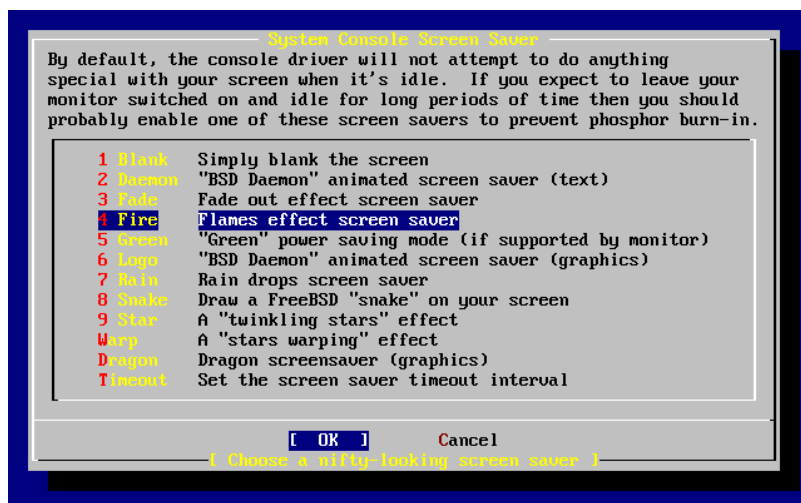 System Console Screen Saver
By default, the console driver will not attempt to do anything
special with your screen when it's idle.  If you expect to leave your
monitor switched on and idle for long periods of time then you should
probably enable one of these screen savers to prevent phosphor burn-in.
1 Blank    Simply blank the screen
2 Daemon   "BSD Daemon" animated screen saver (text)
3 Fade     Fade out effect screen saver
4 Fire     Flames effect screen saver
5 Green    "Green" power saving mode (if supported by monitor)
6 Logo     "BSD Daemon" animated screen saver (graphics)
7 Rain     Rain drops screen saver
8 Snake    Draw a FreeBSD "snake" on your screen
9 Star     A "twinkling stars" effect
Warp       A "stars warping" effect
Dragon     Dragon screensaver (graphics)
Timeout    Set the screen saver timeout interval
[  OK  ]       Cancel
[ Choose a nifty-looking screen saver ]